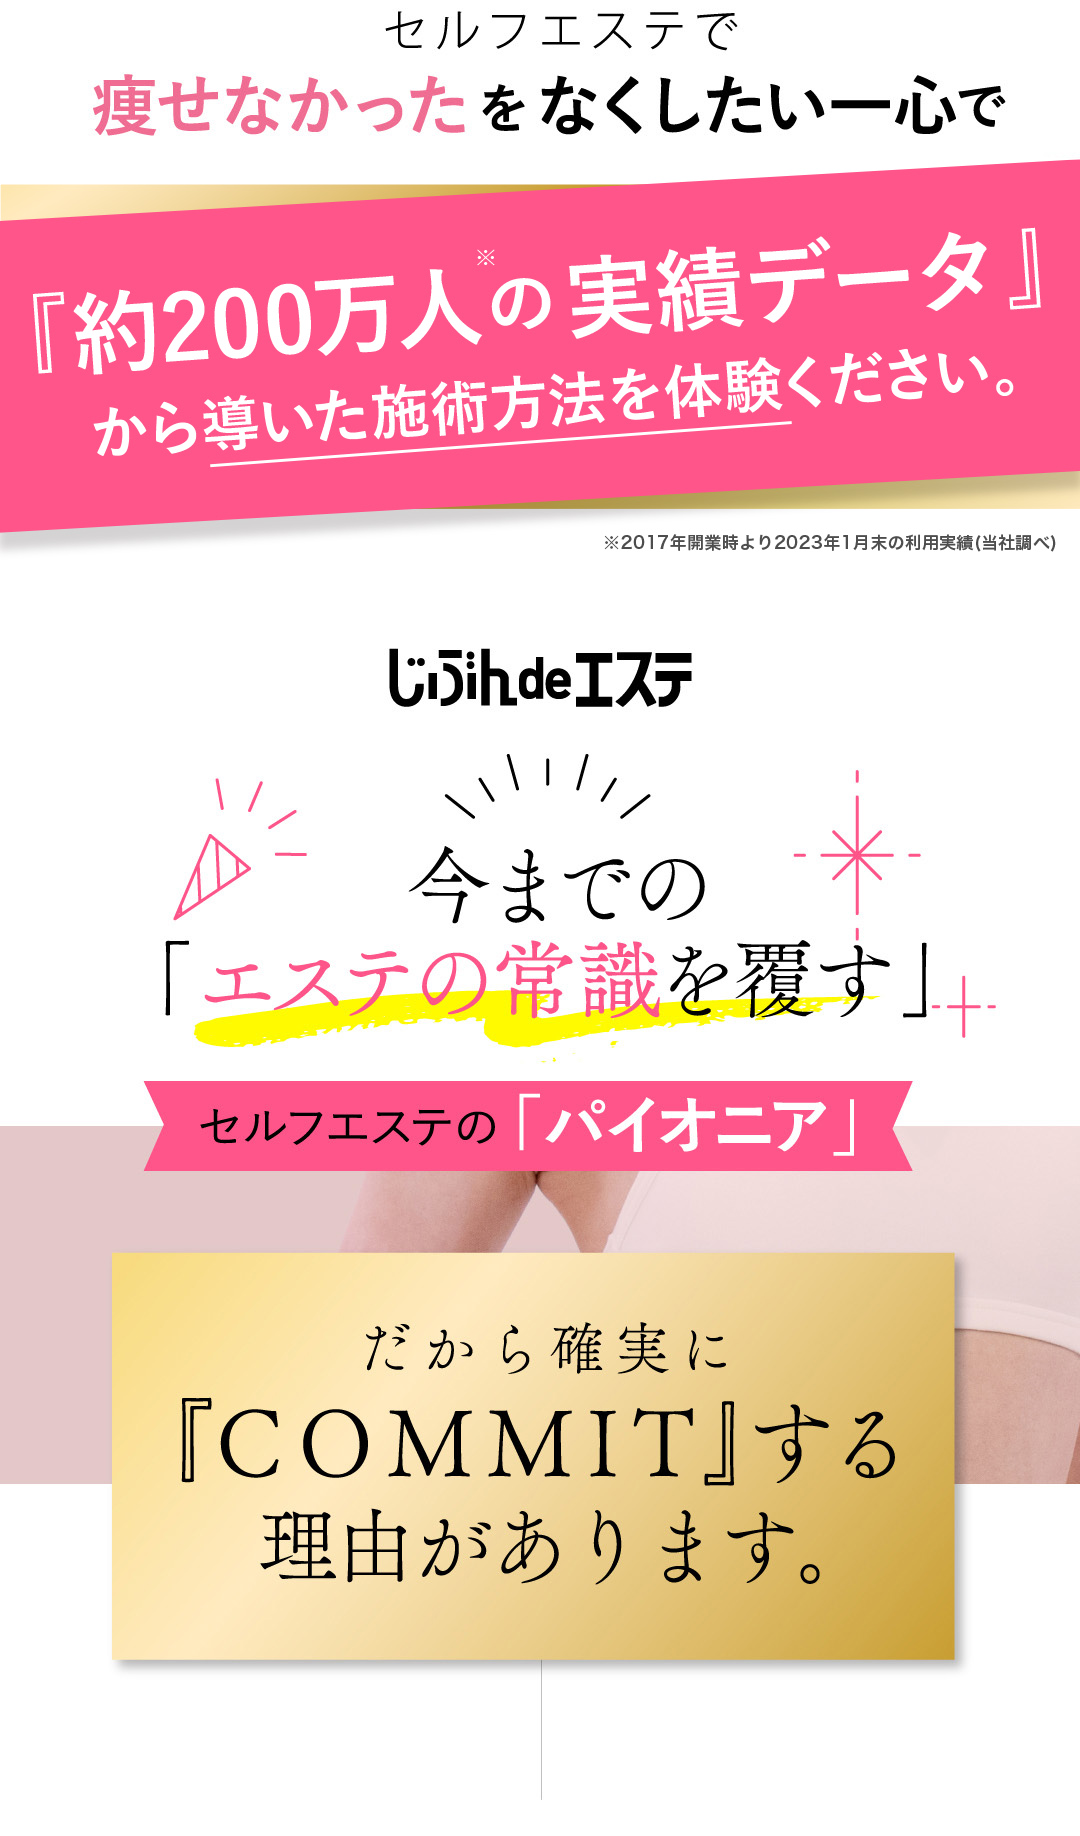 セルフエステで
痩せなかったをなくしたい一心で
『約200万人※の実績データ』
から導いた施術方法を体験ください。
※2017年開業時より2023年1月末の利用実績(当社調べ)
じぶんdeエステ
今までの
「エステの常識を覆す」
セルフエステの「パイオニア」
だから確実に
『COMMIT』する
理由があります。